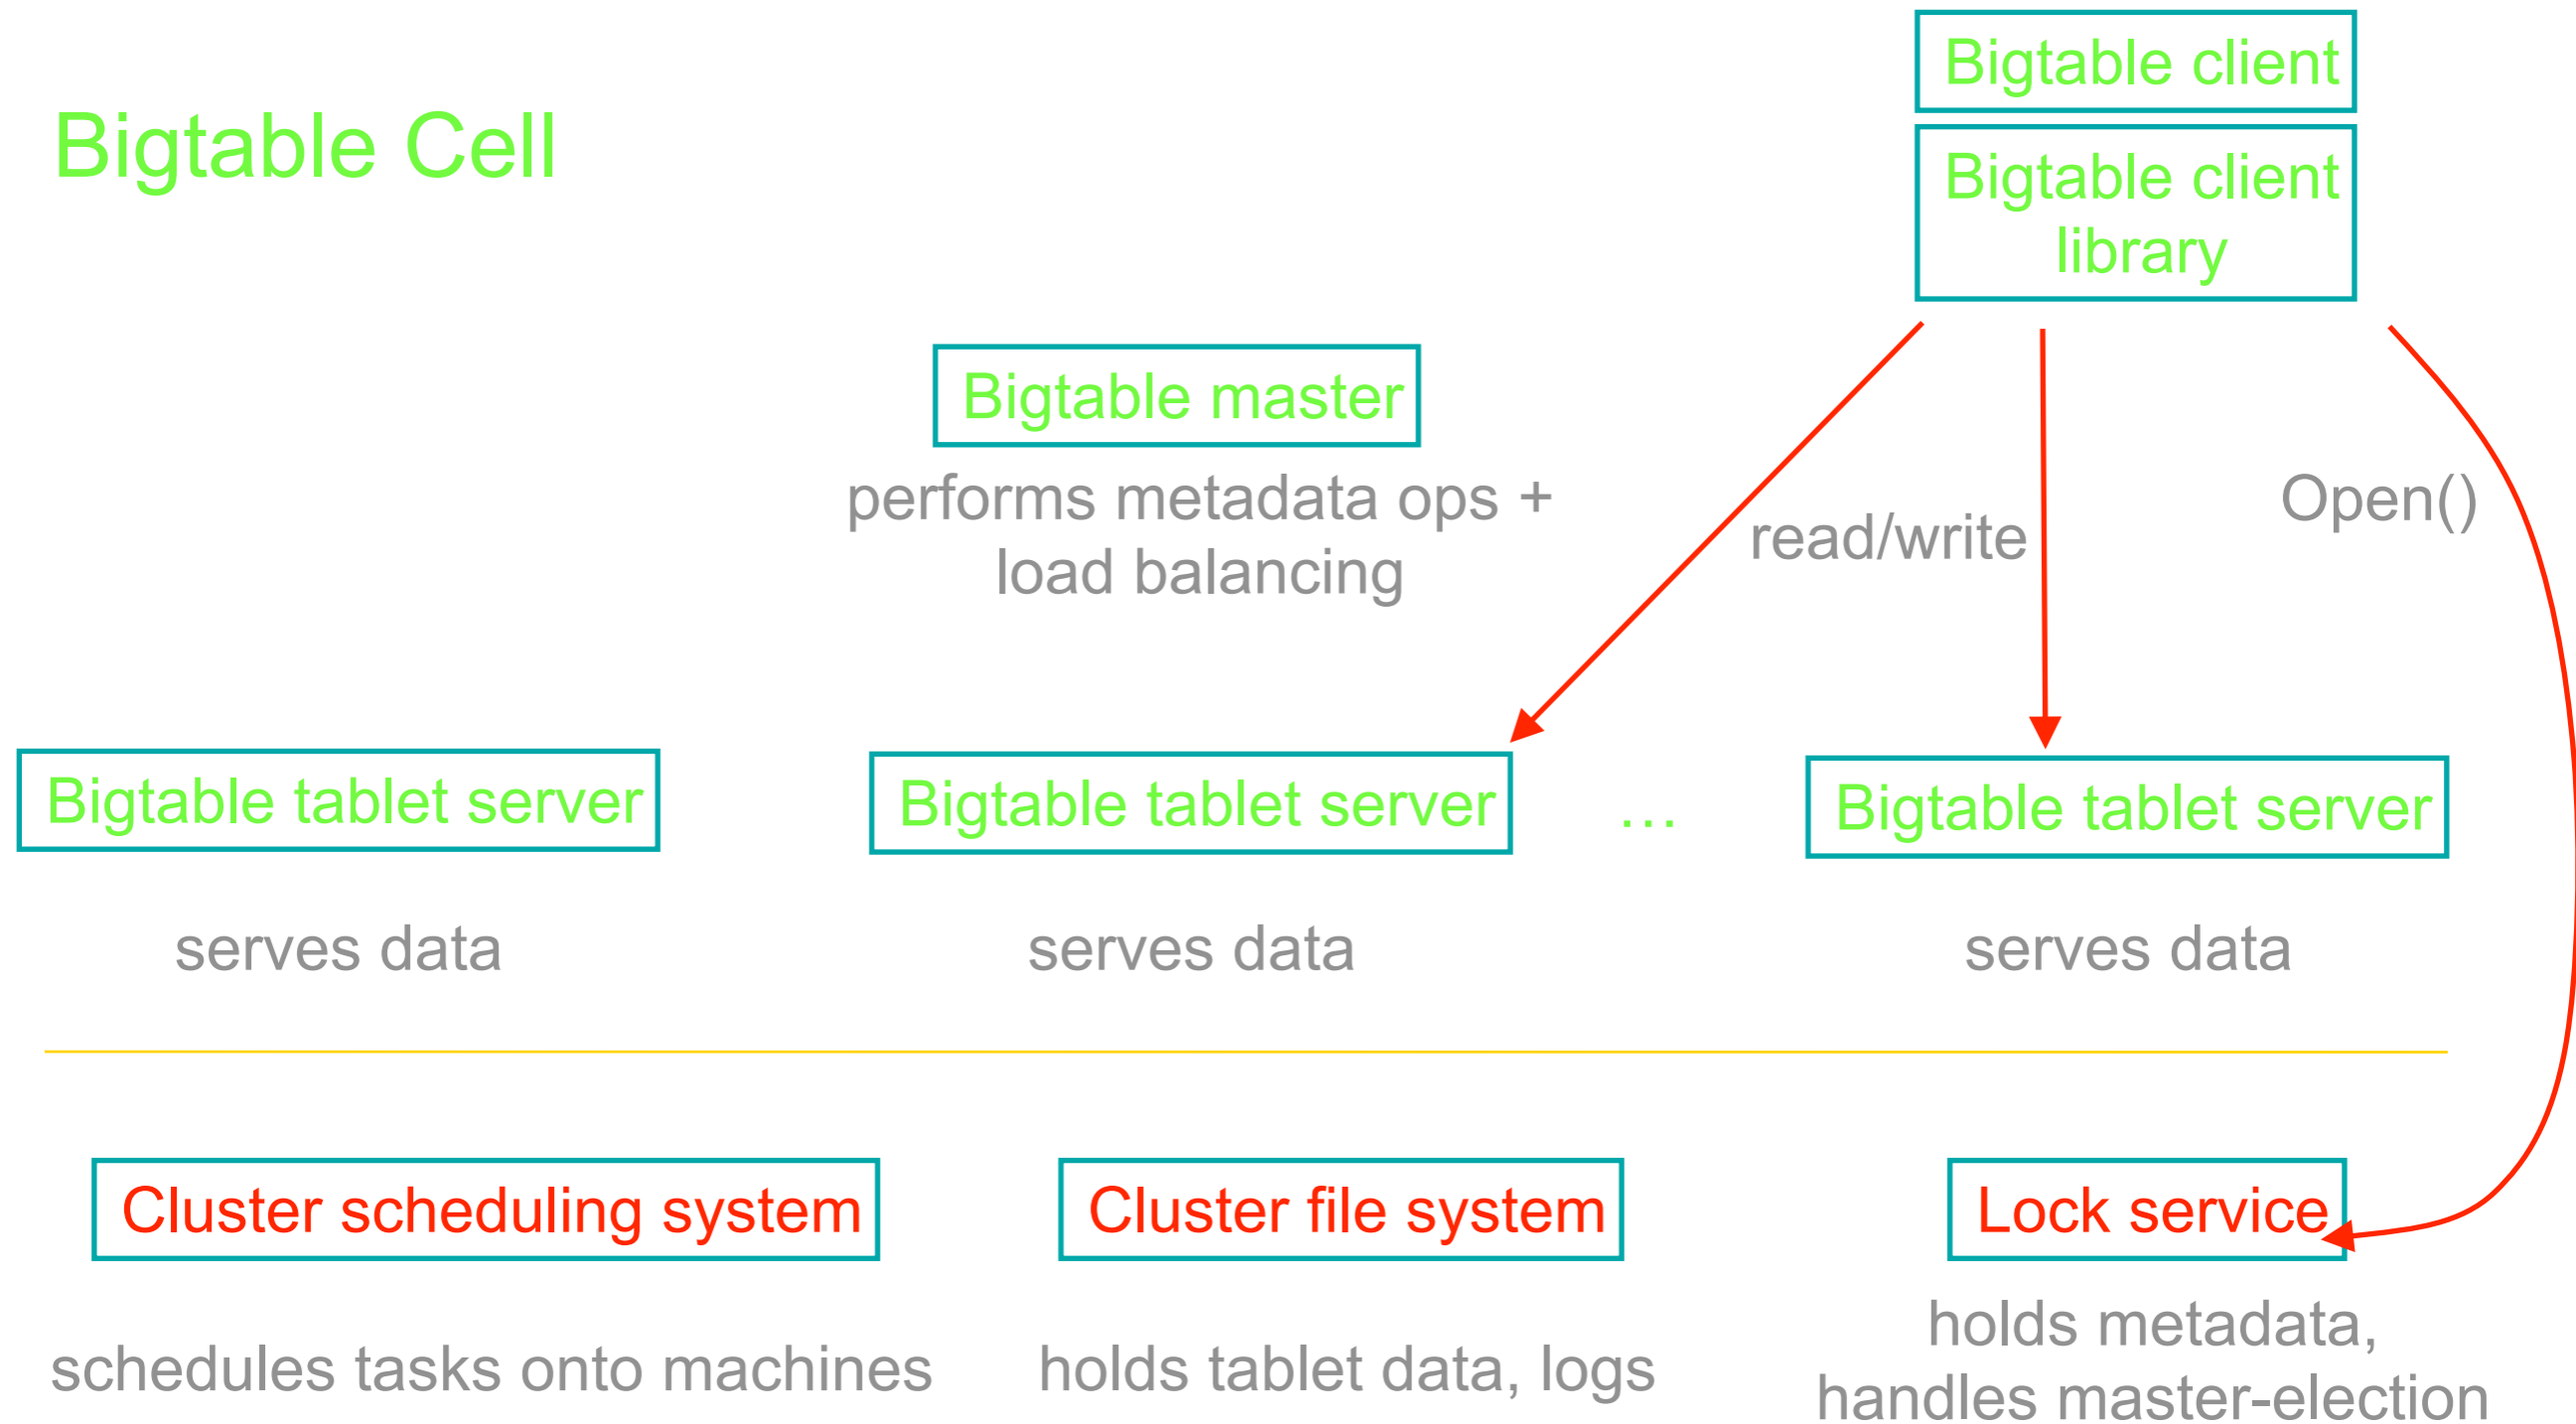 Bigtable Cell
Bigtable client
Bigtable client
library
Bigtable master
performs metadata ops +
load balancing
read/write
Open()
Bigtable tablet server
Bigtable tablet server
...
Bigtable tablet server
serves data
serves data
serves data
Cluster scheduling system
Cluster file system
Lock service
schedules tasks onto machines
holds tablet data, logs
holds metadata,
handles master-election